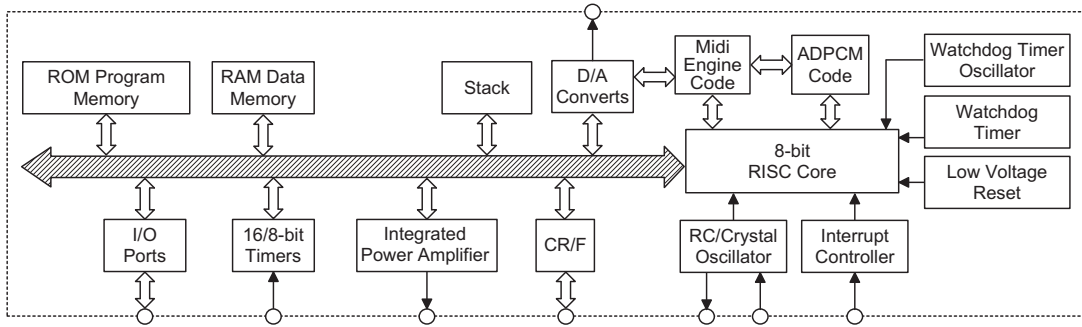 ROM Program
Memory
RAM Data
Memory
Stack
D/A
Converts
Midi
Engine
Code
ADPCM
Code
Watchdog Timer
Oscillator
Watchdog
Timer
Low Voltage
Reset
8-bit
RISC Core
I/O
Ports
16/8-bit
Timers
Integrated
Power Amplifier
CR/F
RC/Crystal
Oscillator
Interrupt
Controller